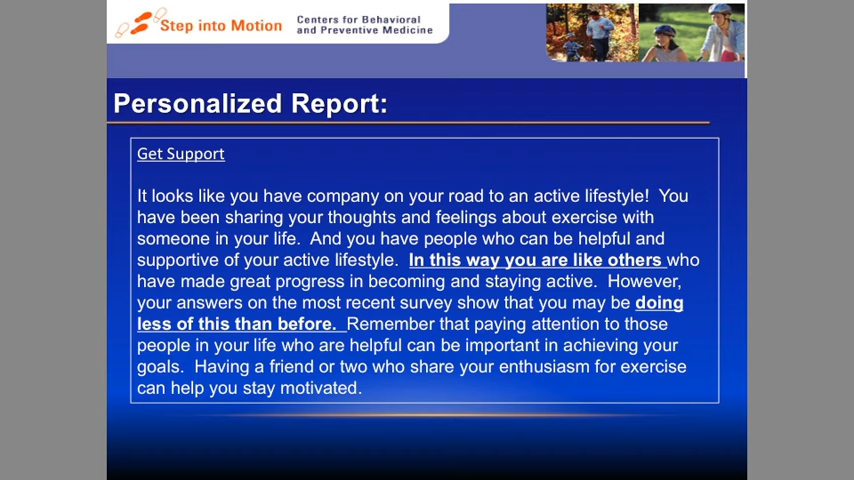 Step into Motion
Centers for Behavioral
and Preventive Medicine
Personalized Report:
Get Support
It looks like you have company on your road to an active lifestyle!  You
have been sharing your thoughts and feelings about exercise with
someone in your life.  And you have people who can be helpful and
supportive of your active lifestyle.  In this way you are like others who
have made great progress in becoming and staying active.  However,
your answers on the most recent survey show that you may be doing
less of this than before.  Remember that paying attention to those
people in your life who are helpful can be important in achieving your
goals.  Having a friend or two who share your enthusiasm for exercise
can help you stay motivated.